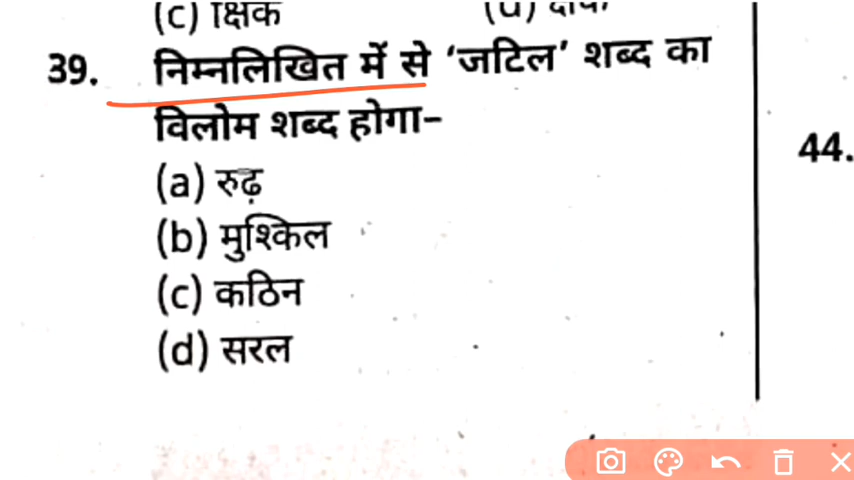 (c)
39. निम्नलिखित में से ‘जटिल’ शब्द का
विलोम शब्द होगा–
(a) रुढ़
(b) मुश्किल
(c) कठिन
(d) सरल
44.